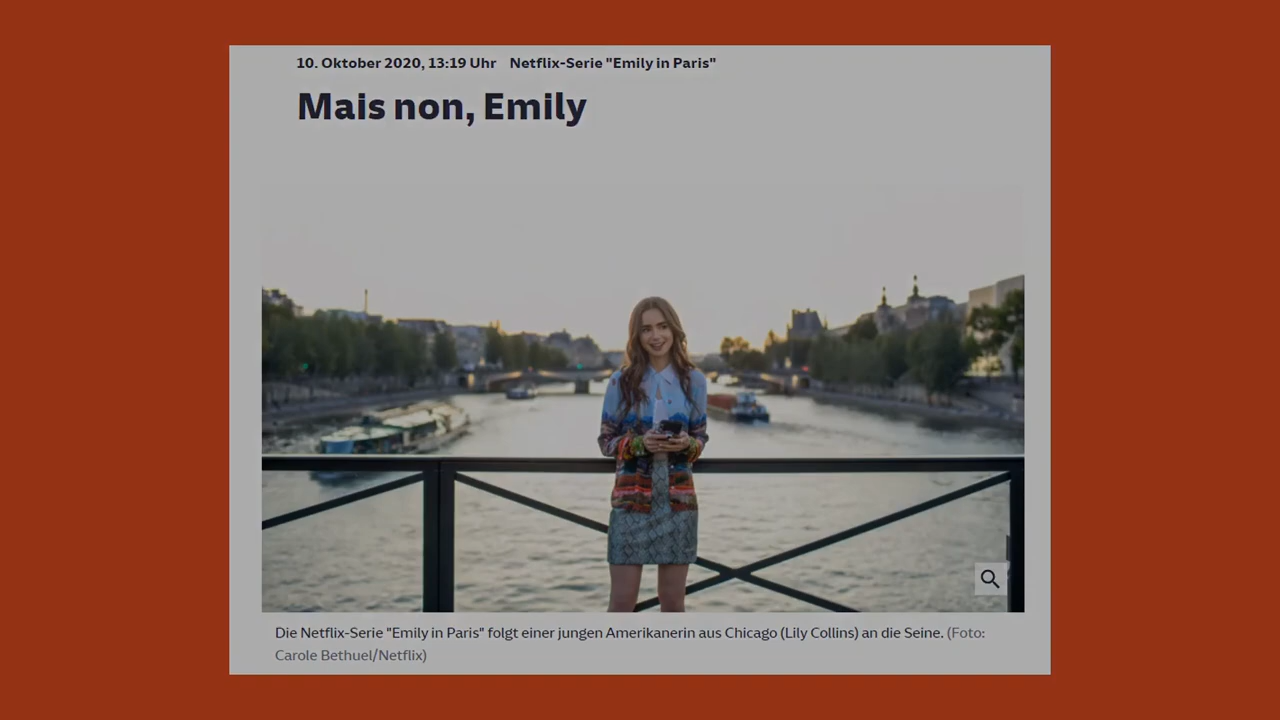 10. Oktober 2020, 13:19 Uhr Netflix-Serie "Emily in Paris"
Mais non, Emily
Die Netflix-Serie "Emily in Paris" folgt einer jungen Amerikanerin aus Chicago (Lily Collins) an die Seine. (Foto:
Carole Bethuel/Netflix)